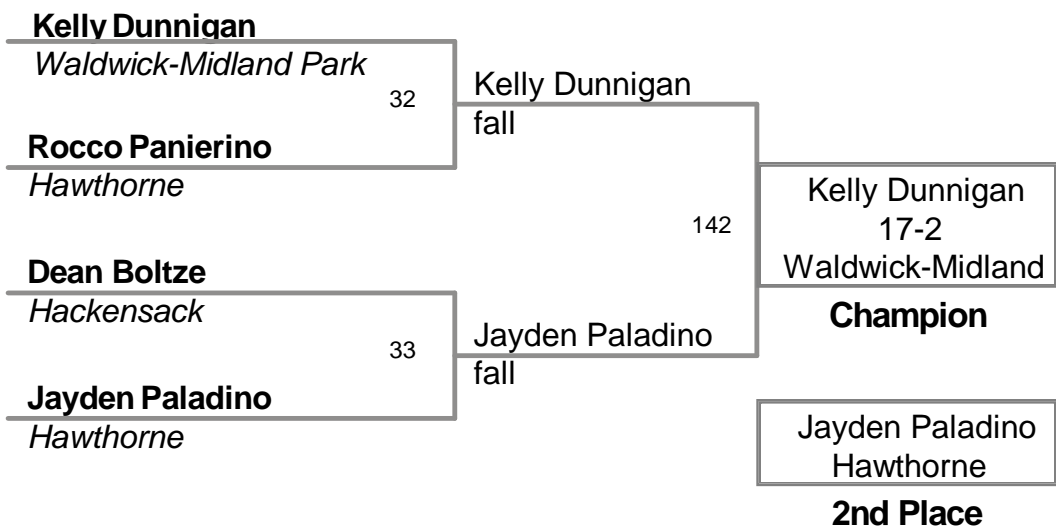 Kelly Dunnigan
Waldwick-Midland Park
32
Rocco Panierino
Hawthorne
Dean Boltze
Hackensack
33
Jayden Paladino
Hawthorne
Kelly Dunnigan
fall
142
Jayden Paladino
fall
Kelly Dunnigan
17-2
Waldwick-Midland
Champion
Jayden Paladino
Hawthorne
2nd Place